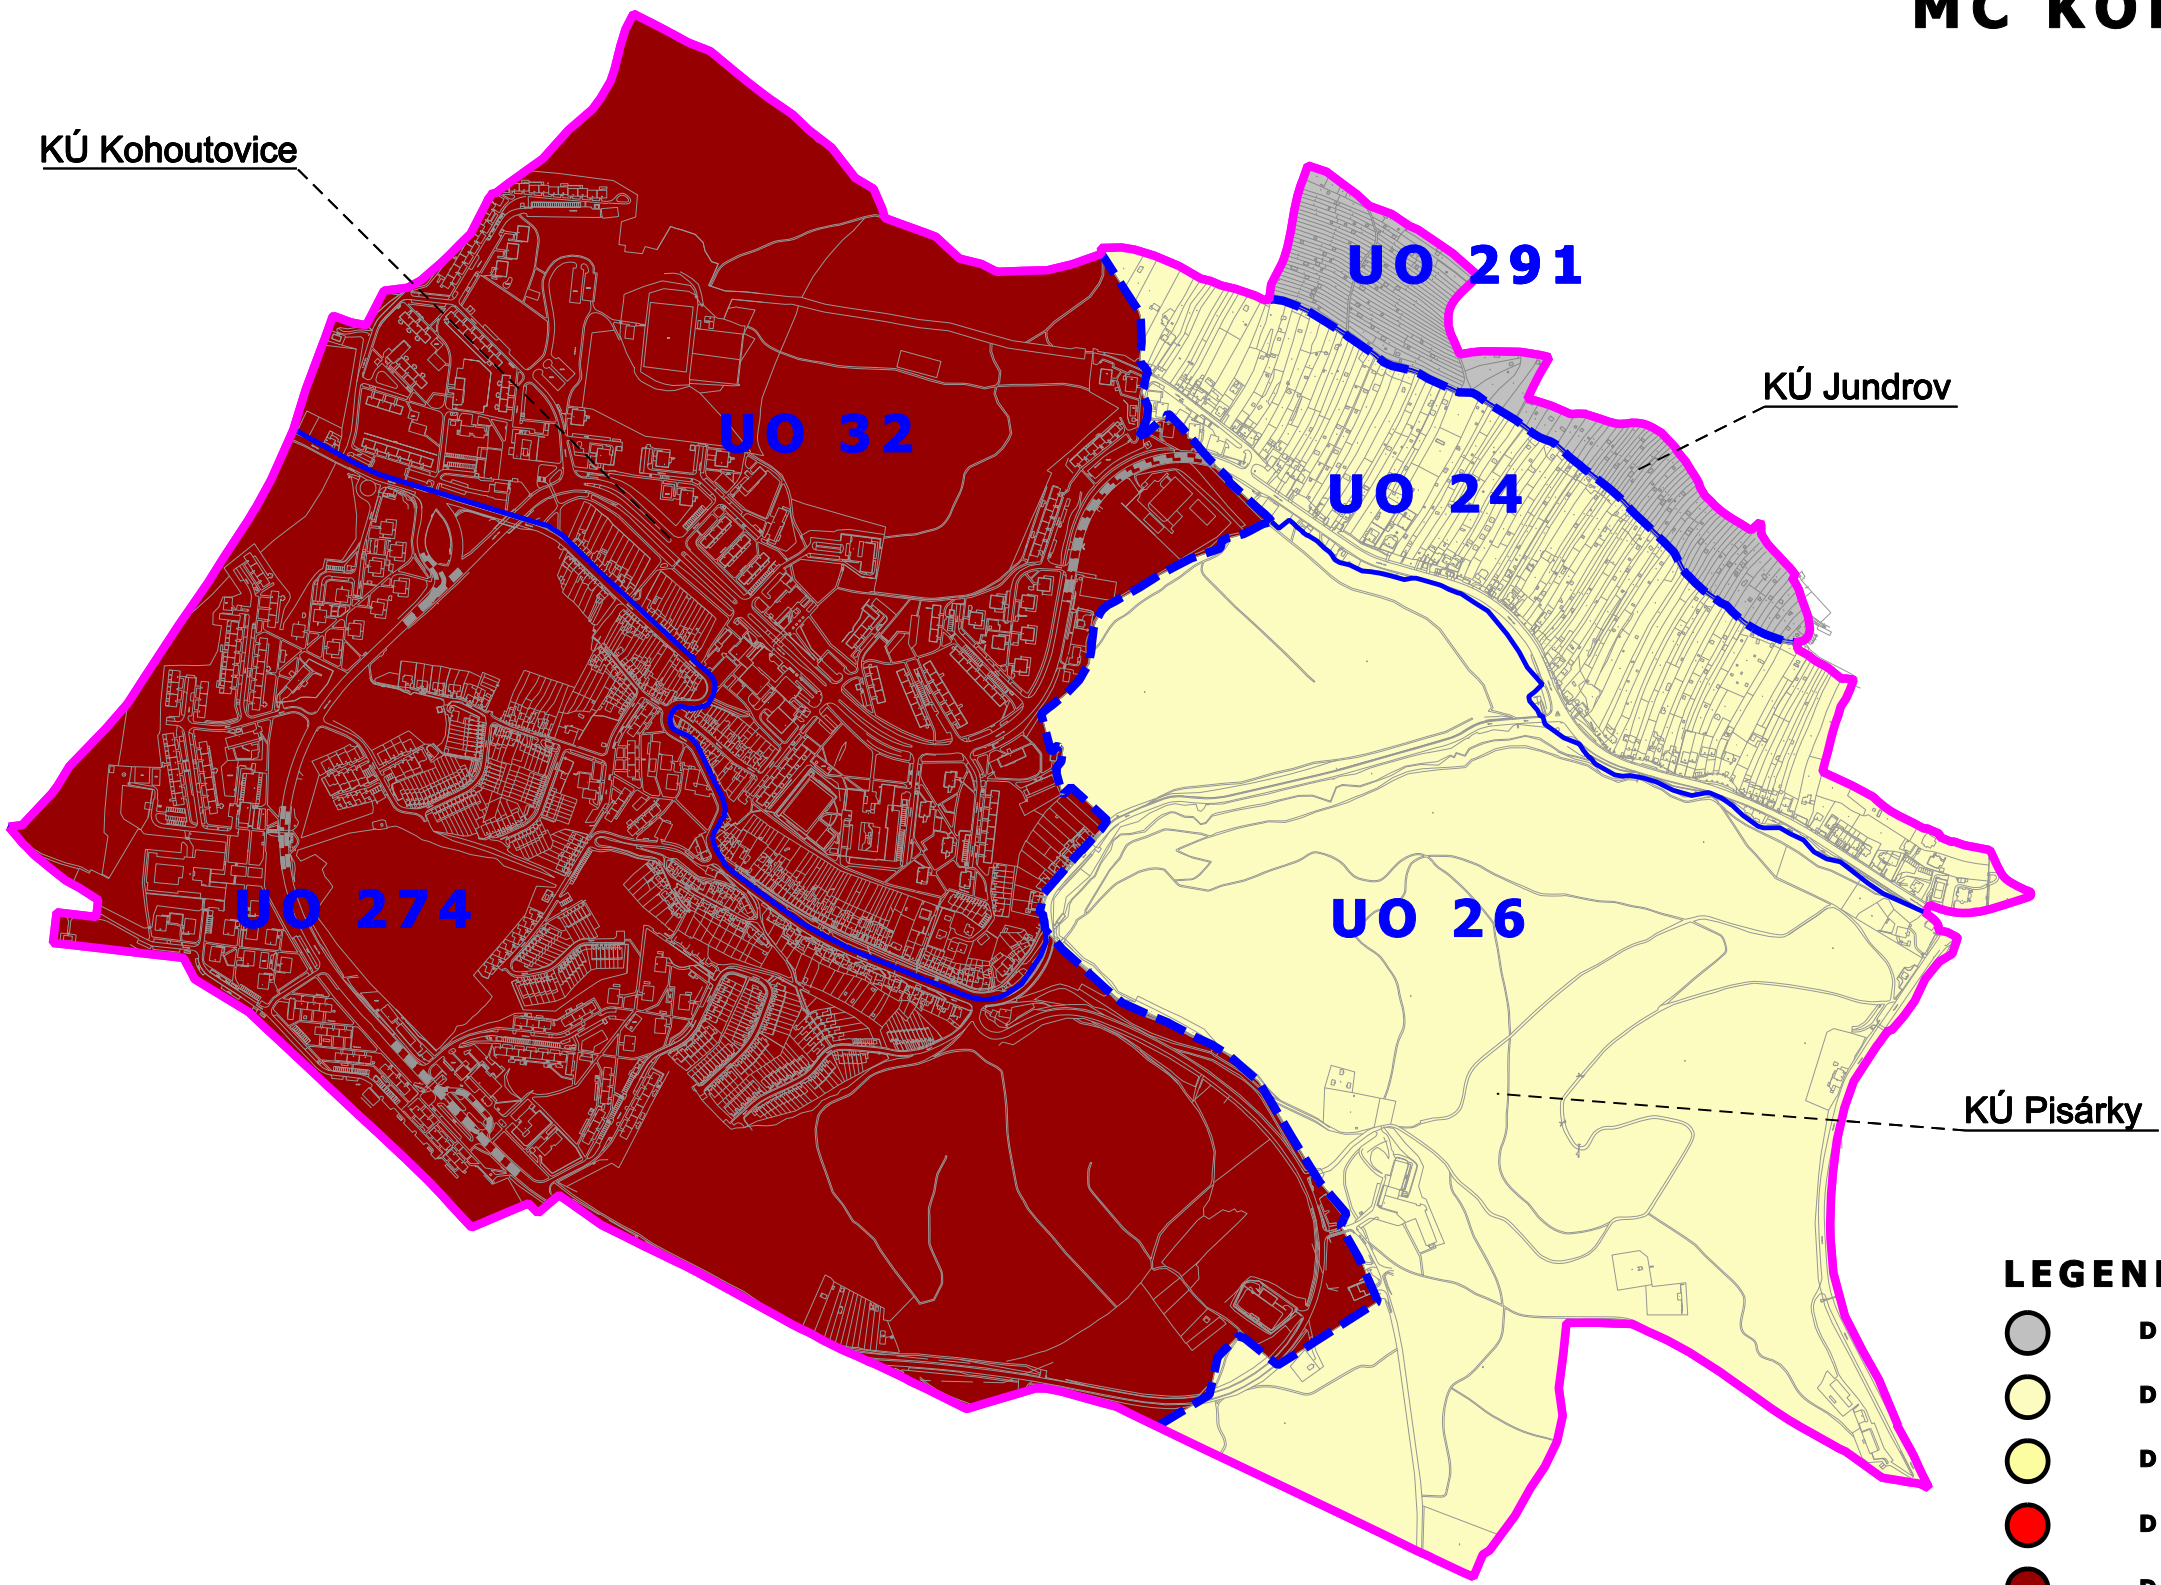 MČ KO
KÚ Kohoutovice
UO 291
KÚ Jundrov
UO 32
UO 24
UO 274
UO 26
KÚ Pisárky
LEGEN
D
D
D
D
D